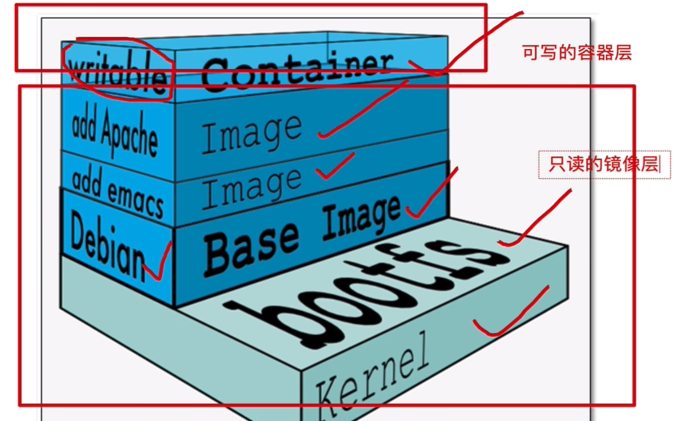 writable Container
可写的容器层
add Apache Image
只读的镜像层
add emacs Image
Debian Base Image
bootfs
Kernel